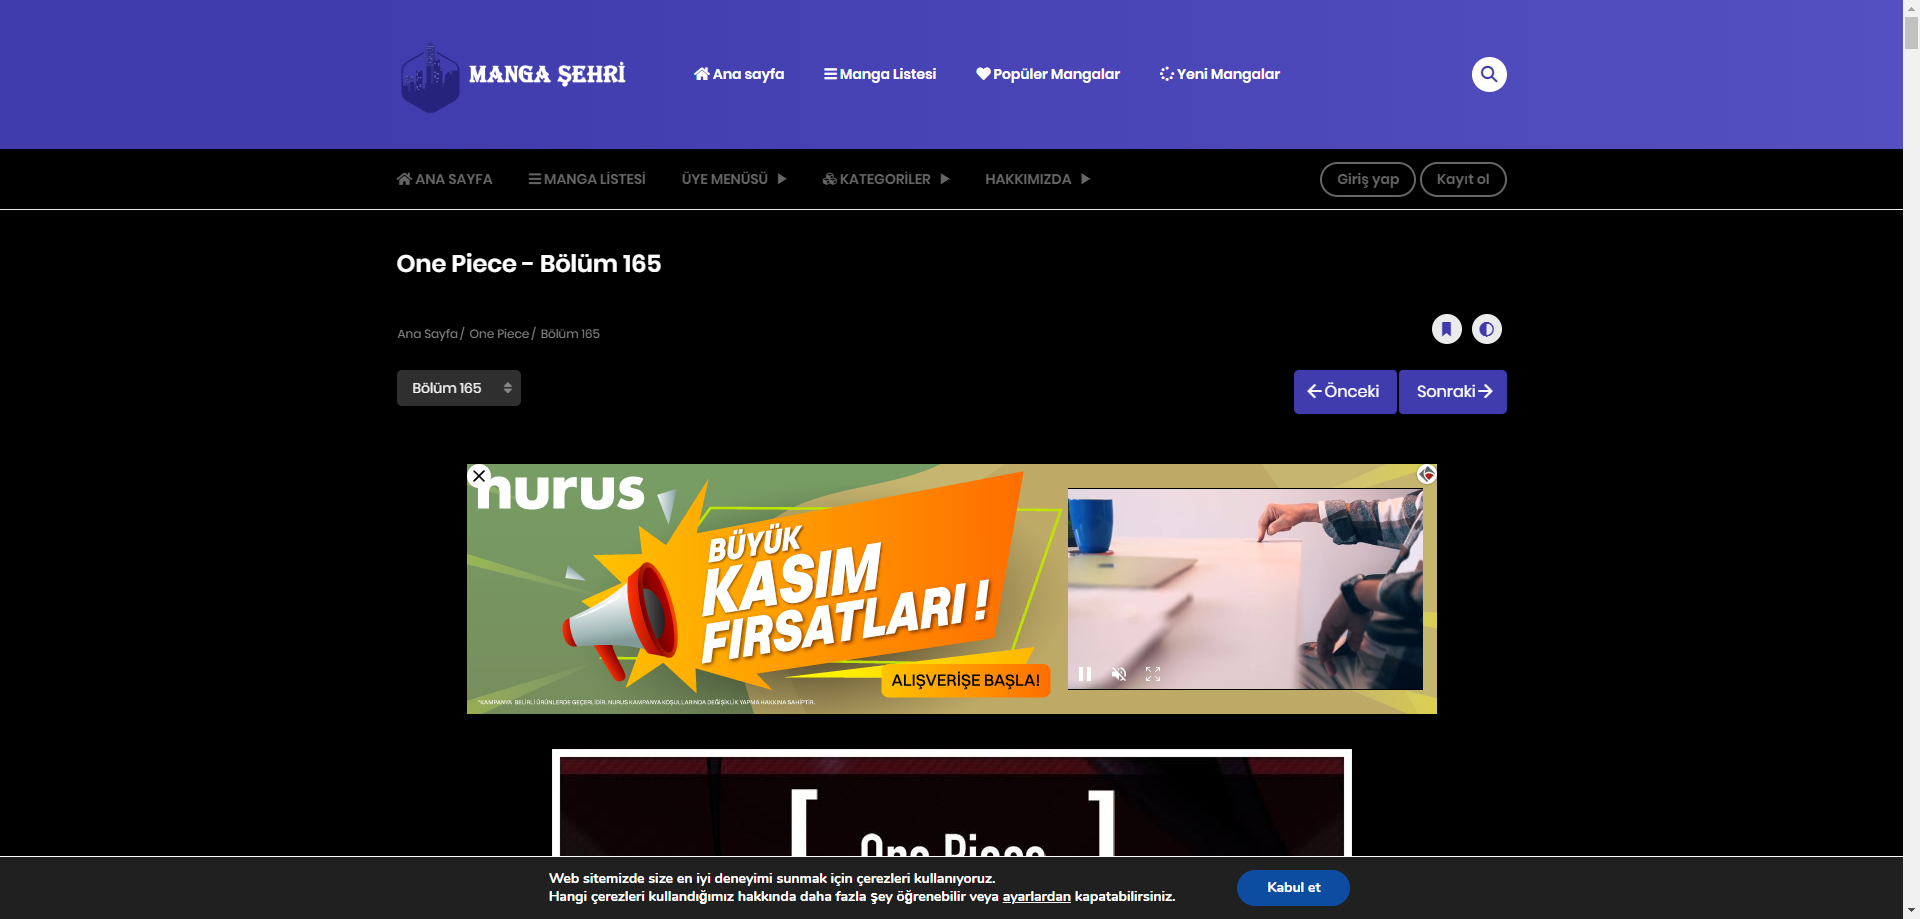 MANGA ŞEHRİ
Ana sayfa
Manga Listesi
Popüler Mangalar
Yeni Mangalar
ANA SAYFA
MANGA LİSTESİ
ÜYE MENÜSÜ
KATEGORİLER
HAKKIMIZDA
Giriş yap
Kayıt ol
One Piece - Bölüm 165
Ana Sayfa / One Piece / Bölüm 165
Bölüm 165
Önceki
Sonraki
nurus
BÜYÜK
KASIM
FIRSATLARI !
ALIŞVERİŞE BAŞLA!
*KAMPANYA BELİRLİ ÜRÜNLERDE GEÇERLİDİR. NURUS KAMPANYA KOŞULLARINDA DEĞİŞİKLİK YAPMA HAKKINA SAHİPTİR.
[ One Piece ]
Web sitemizde size en iyi deneyimi sunmak için çerezleri kullanıyoruz.
Hangi çerezleri kullandığımız hakkında daha fazla şey öğrenebilir veya ayarlardan kapatabilirsiniz.
Kabul et